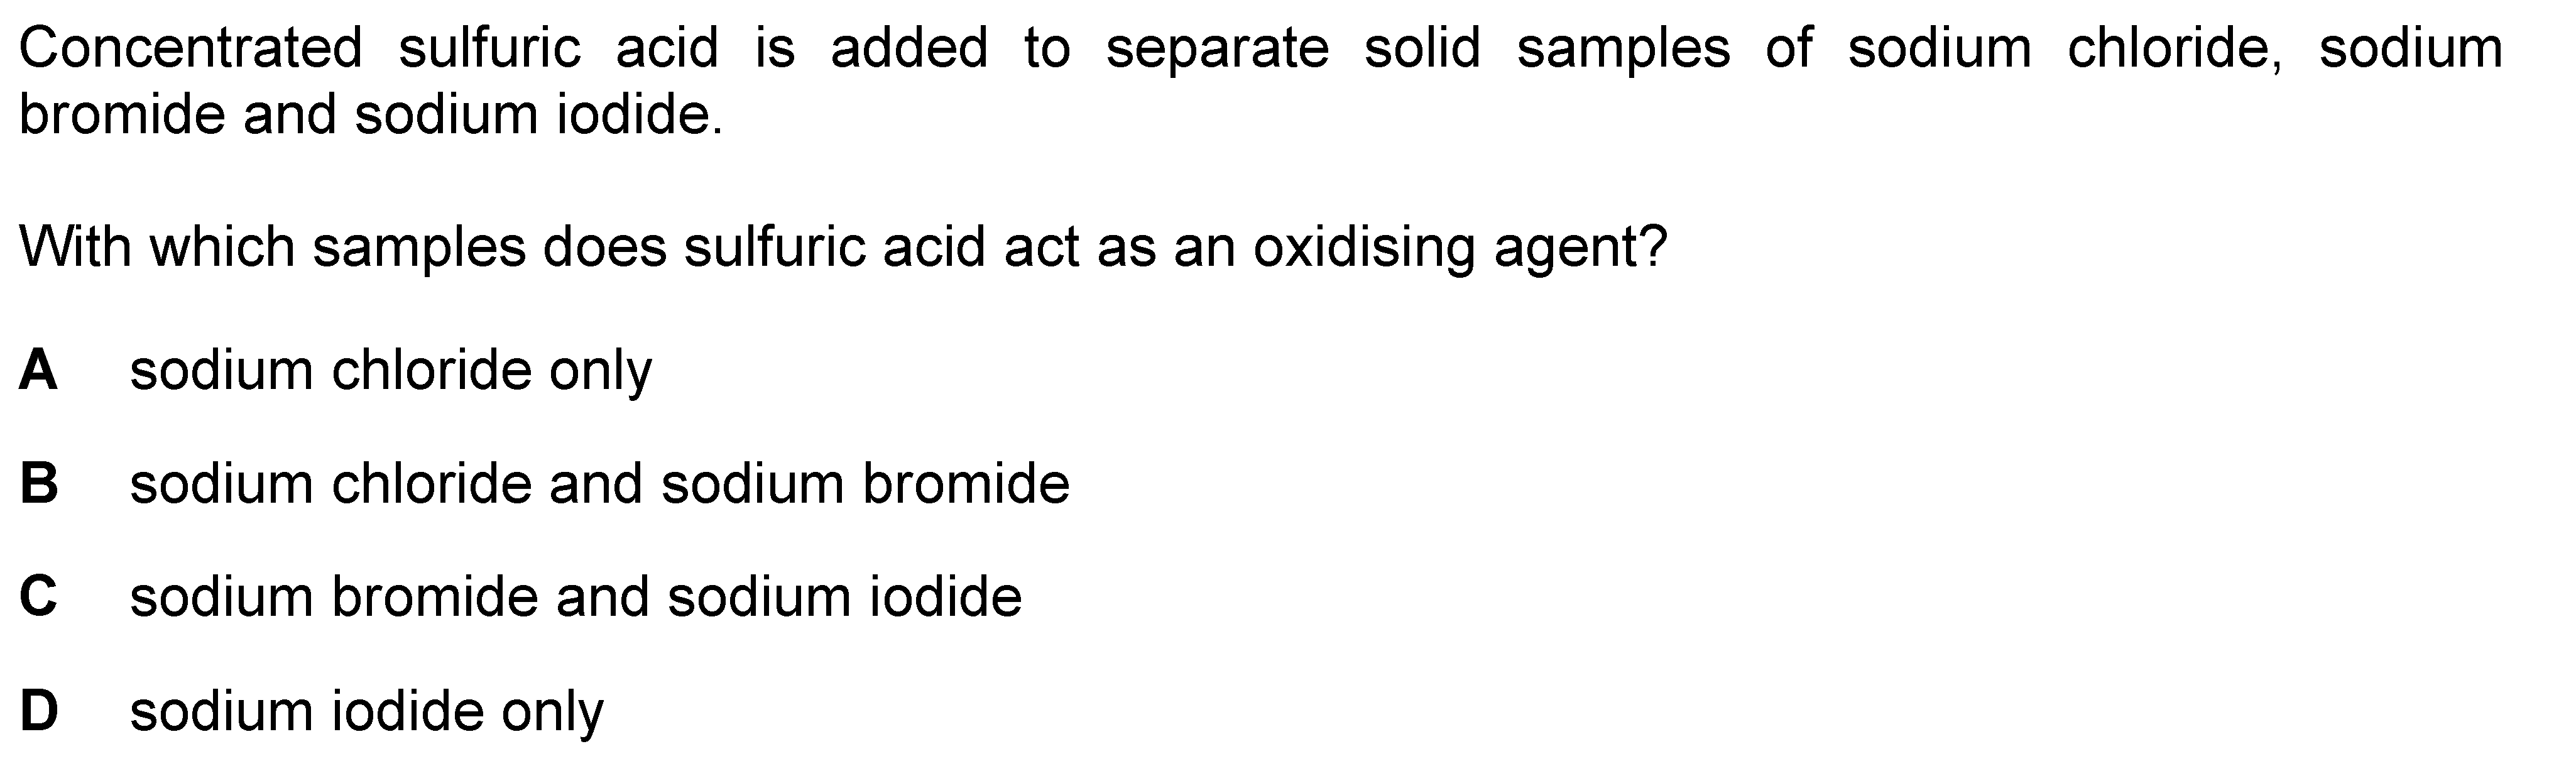 Concentrated sulfuric acid is added to separate solid samples of sodium chloride, sodium
bromide and sodium iodide.
With which samples does sulfuric acid act as an oxidising agent?
A sodium chloride only
B sodium chloride and sodium bromide
C sodium bromide and sodium iodide
D sodium iodide only